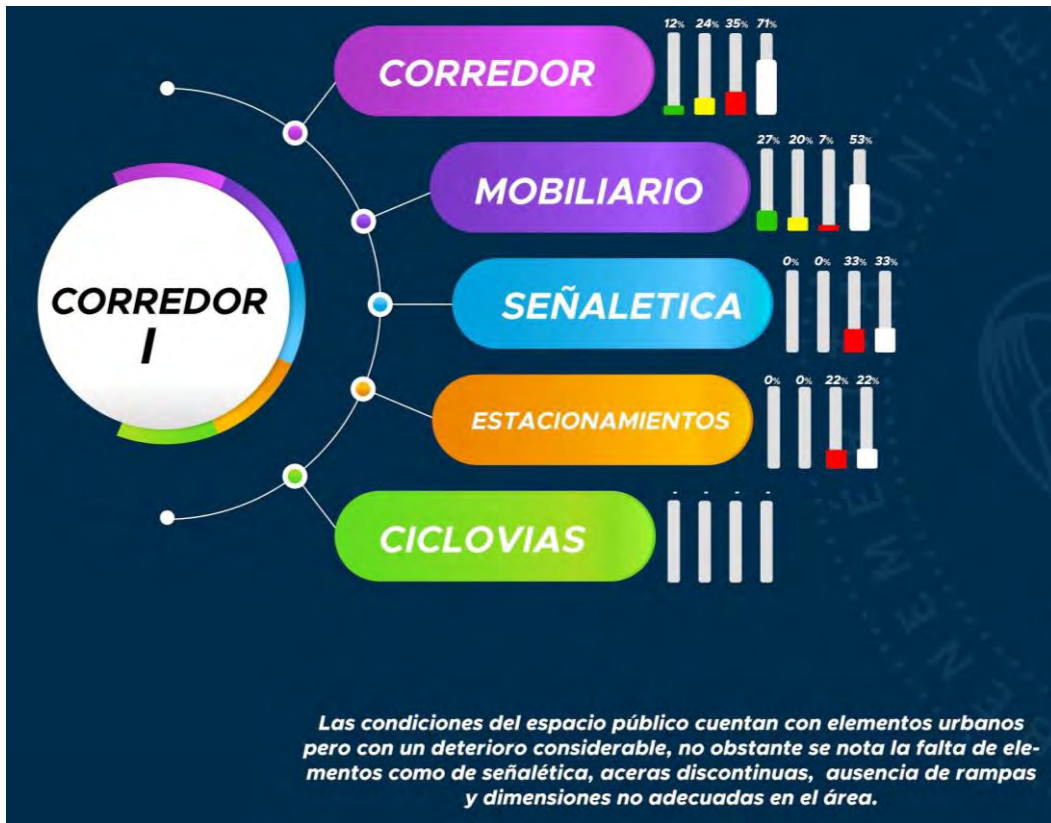 12% 24% 35% 71%
CORREDOR
27% 20% 7% 53%
MOBILIARIO
0% 0% 33% 33%
SEÑALETICA
CORREDOR
I
0% 0% 22% 22%
ESTACIONAMIENTOS
- - - -
CICLOVIAS
Las condiciones del espacio público cuentan con elementos urbanos
pero con un deterioro considerable, no obstante se nota la falta de ele-
mentos como de señalética, aceras discontinuas, ausencia de rampas
y dimensiones no adecuadas en el área.